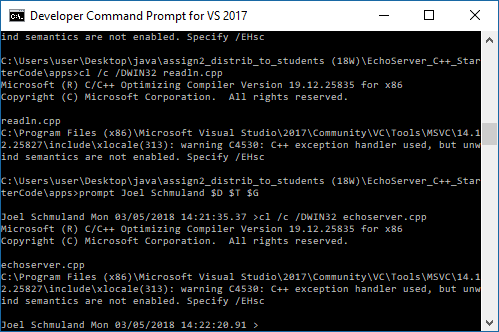 Developer Command Prompt for VS 2017
ind semantics are not enabled. Specify /EHsc
C:\Users\user\Desktop\java\assign2_distrib_to_students (18W)\EchoServer_C++_Star
terCode\apps>cl /c /DWIN32 readln.cpp
Microsoft (R) C/C++ Optimizing Compiler Version 19.12.25835 for x86
Copyright (C) Microsoft Corporation.  All rights reserved.
readln.cpp
C:\Program Files (x86)\Microsoft Visual Studio\2017\Community\VC\Tools\MSVC\14.1
2.25827\include\xlocale(313): warning C4530: C++ exception handler used, but unw
ind semantics are not enabled. Specify /EHsc
C:\Users\user\Desktop\java\assign2_distrib_to_students (18W)\EchoServer_C++_Star
terCode\apps>prompt Joel Schmuland $D $T $G
Joel Schmuland Mon 03/05/2018 14:21:35.37 >cl /c /DWIN32 echoserver.cpp
Microsoft (R) C/C++ Optimizing Compiler Version 19.12.25835 for x86
Copyright (C) Microsoft Corporation.  All rights reserved.
echoserver.cpp
C:\Program Files (x86)\Microsoft Visual Studio\2017\Community\VC\Tools\MSVC\14.1
2.25827\include\xlocale(313): warning C4530: C++ exception handler used, but unw
ind semantics are not enabled. Specify /EHsc
Joel Schmuland Mon 03/05/2018 14:22:20.91 >